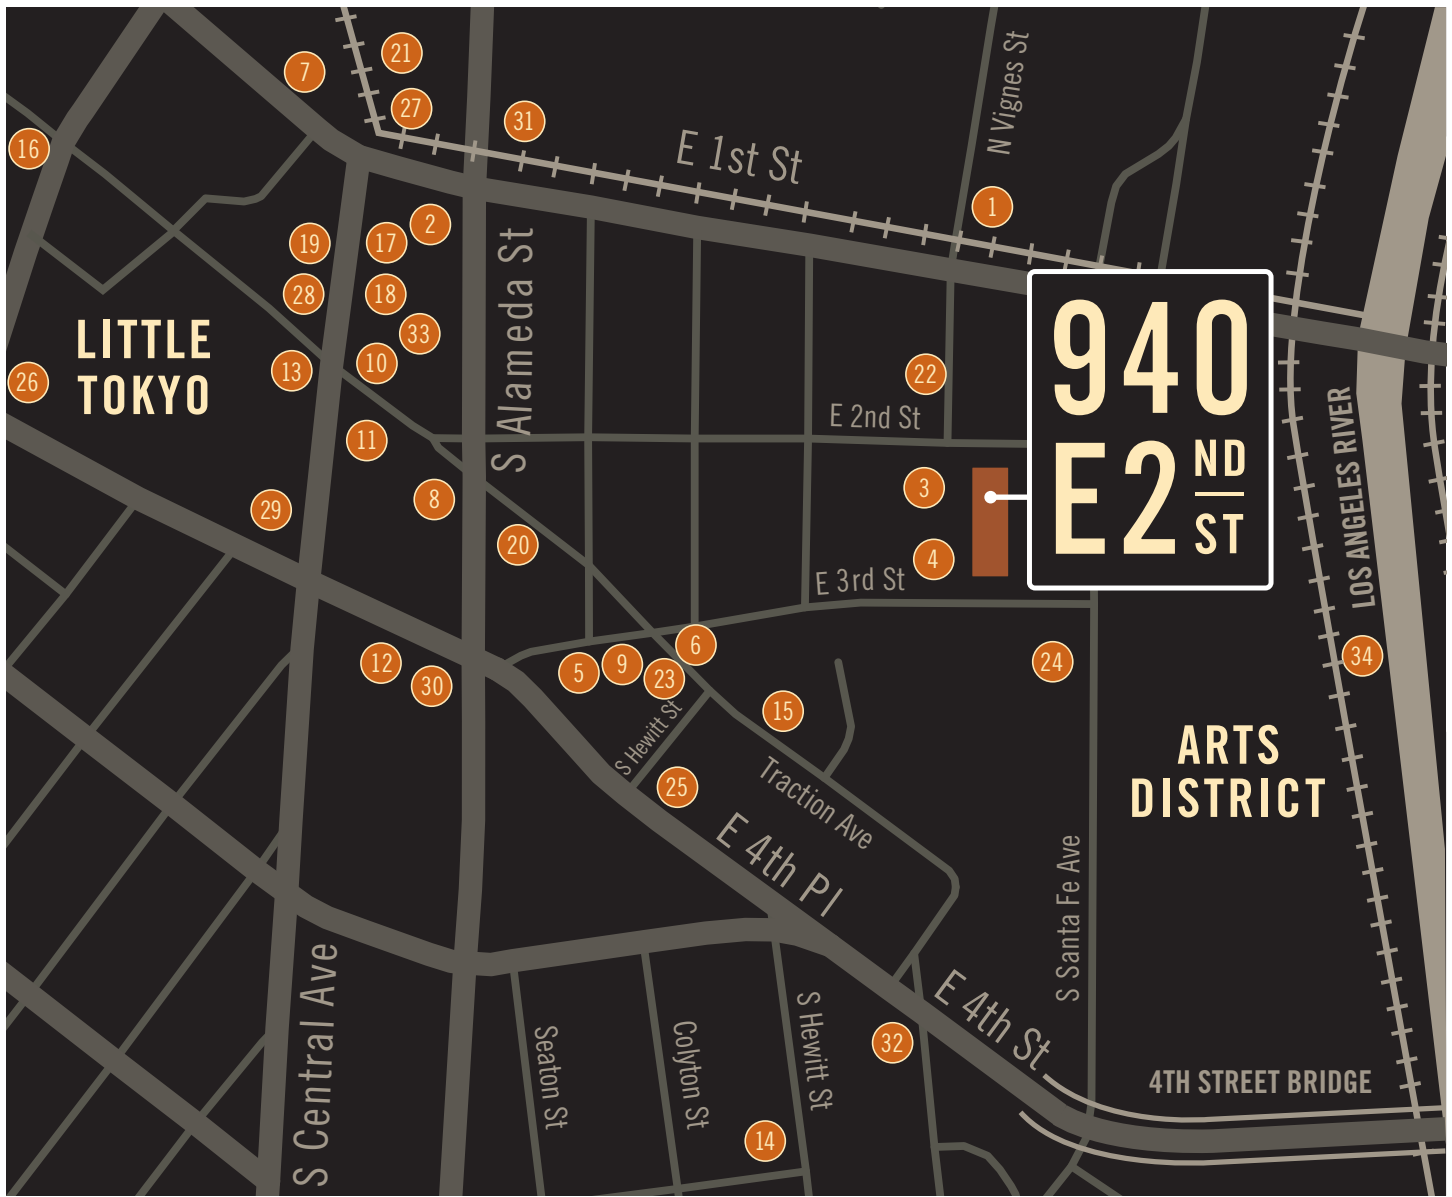 21
7
27
31
16
E 1st St
N Vignes St
1
2
19
17
28
18
33
10
13
26
LITTLE
TOKYO
S Alameda St
22
E 2nd St
940
E 2 ND
ST
11
8
29
20
3
4
E 3rd St
LOS ANGELES RIVER
12
30
5
9
23
6
24
34
S Hewitt St
15
25
Traction Ave
ARTS
DISTRICT
E 4th Pl
S Santa Fe Ave
S Central Ave
E 4th St
Seaton St
Colyton St
S Hewitt St
32
14
4TH STREET BRIDGE